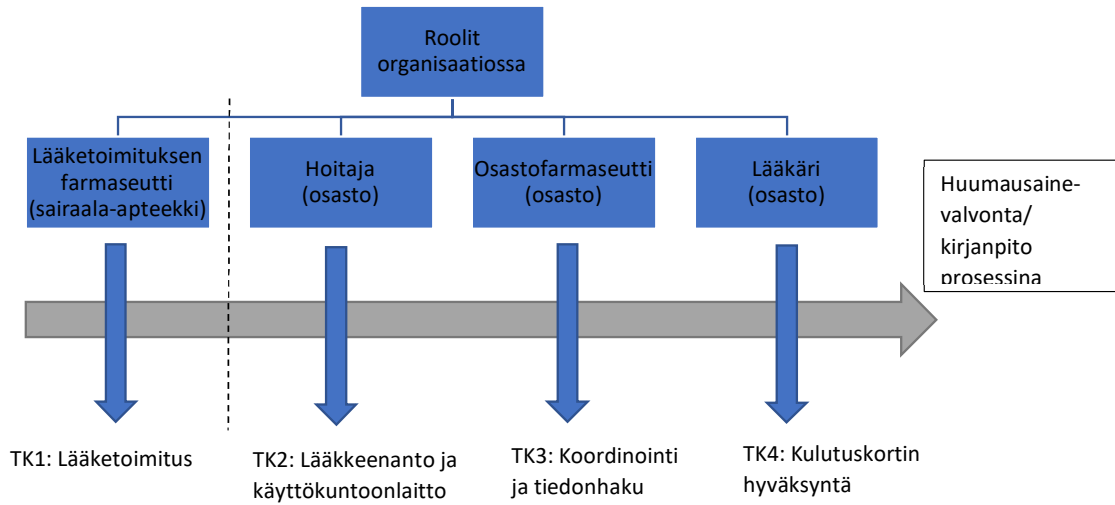 Roolit
organisaatiossa
Lääketoimituksen
farmaseutti
(sairaala-apteekki)
Hoitaja
(osasto)
Osastofarmaseutti
(osasto)
Lääkäri
(osasto)
Huumausaine-
valvonta/
kirjanpito
prosessina
TK1: Lääketoimitus
TK2: Lääkkeenanto ja
käyttökuntoonlaitto
TK3: Koordinointi
ja tiedonhaku
TK4: Kulutuskortin
hyväksyntä